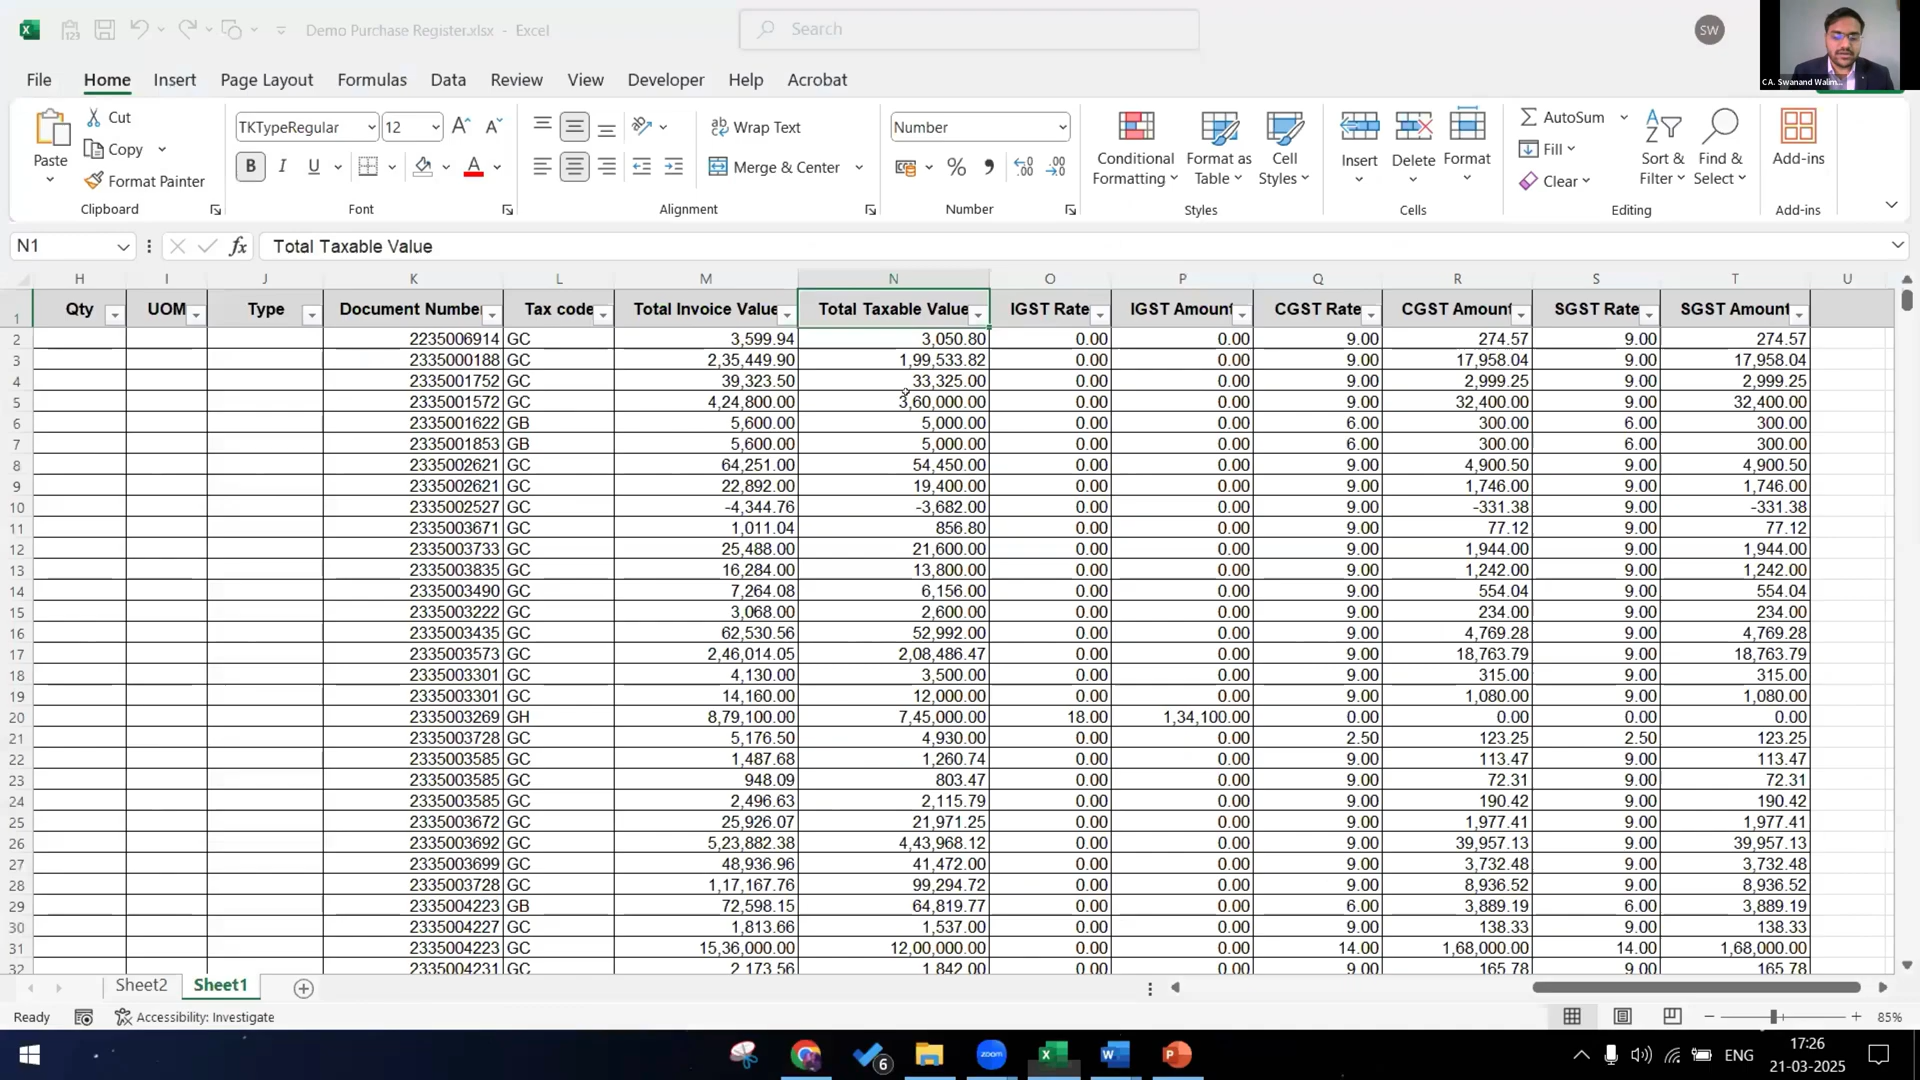 Demo Purchase Register.xlsx - Excel
Search
SW
CA. Swanand Walim...
File Home Insert Page Layout Formulas Data Review View Developer Help Acrobat
Paste
Cut
Copy
Format Painter
Clipboard
TKTypeRegular 12
B I U
Font
Wrap Text
Merge & Center
Alignment
Number
Number
Conditional Formatting
Format as Table
Cell Styles
Styles
Insert
Delete
Format
Cells
AutoSum
Fill
Clear
Sort & Filter
Find & Select
Editing
Add-ins
Add-ins
N1 fx Total Taxable Value
H I J K L M N O P Q R S T U
1 Qty UOM Type Document Numbe Tax code Total Invoice Value Total Taxable Value IGST Rate IGST Amount CGST Rate CGST Amount SGST Rate SGST Amount
2 2235006914 GC 3,599.94 3,050.80 0.00 0.00 9.00 274.57 9.00 274.57
3 2335000188 GC 2,35,449.90 1,99,533.82 0.00 0.00 9.00 17,958.04 9.00 17,958.04
4 2335001752 GC 39,323.50 33,325.00 0.00 0.00 9.00 2,999.25 9.00 2,999.25
5 2335001572 GC 4,24,800.00 3,60,000.00 0.00 0.00 9.00 32,400.00 9.00 32,400.00
6 2335001622 GB 5,600.00 5,000.00 0.00 0.00 6.00 300.00 6.00 300.00
7 2335001853 GB 5,600.00 5,000.00 0.00 0.00 6.00 300.00 6.00 300.00
8 2335002621 GC 64,251.00 54,450.00 0.00 0.00 9.00 4,900.50 9.00 4,900.50
9 2335002621 GC 22,892.00 19,400.00 0.00 0.00 9.00 1,746.00 9.00 1,746.00
10 2335002527 GC -4,344.76 -3,682.00 0.00 0.00 9.00 -331.38 9.00 -331.38
11 2335003671 GC 1,011.04 856.80 0.00 0.00 9.00 77.12 9.00 77.12
12 2335003733 GC 25,488.00 21,600.00 0.00 0.00 9.00 1,944.00 9.00 1,944.00
13 2335003835 GC 16,284.00 13,800.00 0.00 0.00 9.00 1,242.00 9.00 1,242.00
14 2335003490 GC 7,264.08 6,156.00 0.00 0.00 9.00 554.04 9.00 554.04
15 2335003222 GC 3,068.00 2,600.00 0.00 0.00 9.00 234.00 9.00 234.00
16 2335003435 GC 62,530.56 52,992.00 0.00 0.00 9.00 4,769.28 9.00 4,769.28
17 2335003573 GC 2,46,014.05 2,08,486.47 0.00 0.00 9.00 18,763.79 9.00 18,763.79
18 2335003301 GC 4,130.00 3,500.00 0.00 0.00 9.00 315.00 9.00 315.00
19 2335003301 GC 14,160.00 12,000.00 0.00 0.00 9.00 1,080.00 9.00 1,080.00
20 2335003269 GH 8,79,100.00 7,45,000.00 18.00 1,34,100.00 0.00 0.00 0.00 0.00
21 2335003728 GC 5,176.50 4,930.00 0.00 0.00 2.50 123.25 2.50 123.25
22 2335003585 GC 1,487.68 1,260.74 0.00 0.00 9.00 113.47 9.00 113.47
23 2335003585 GC 948.09 803.47 0.00 0.00 9.00 72.31 9.00 72.31
24 2335003585 GC 2,496.63 2,115.79 0.00 0.00 9.00 190.42 9.00 190.42
25 2335003672 GC 25,926.07 21,971.25 0.00 0.00 9.00 1,977.41 9.00 1,977.41
26 2335003692 GC 5,23,882.38 4,43,968.12 0.00 0.00 9.00 39,957.13 9.00 39,957.13
27 2335003699 GC 48,936.96 41,472.00 0.00 0.00 9.00 3,732.48 9.00 3,732.48
28 2335003728 GC 1,17,167.76 99,294.72 0.00 0.00 9.00 8,936.52 9.00 8,936.52
29 2335004223 GB 72,598.15 64,819.77 0.00 0.00 6.00 3,889.19 6.00 3,889.19
30 2335004227 GC 1,813.66 1,537.00 0.00 0.00 9.00 138.33 9.00 138.33
31 2335004223 GC 15,36,000.00 12,00,000.00 0.00 0.00 14.00 1,68,000.00 14.00 1,68,000.00
32 2335004231 GC 2,173.56 1,842.00 0.00 0.00 9.00 165.78 9.00 165.78
Sheet2 Sheet1
Ready Accessibility: Investigate 85%
6 zoom ENG 17:26
21-03-2025